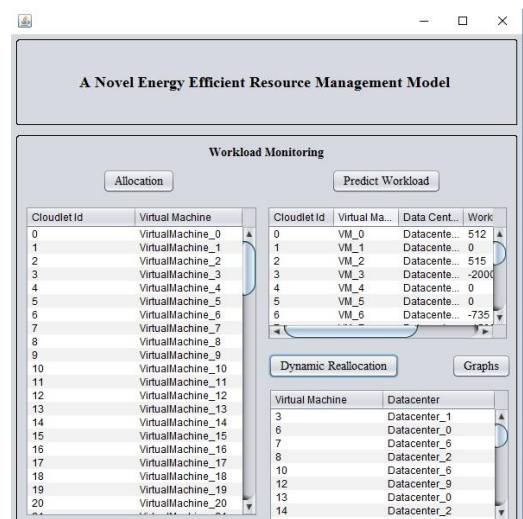 A Novel Energy Efficient Resource Management Model
Workload Monitoring
Allocation
Predict Workload
Cloudlet Id Virtual Machine
0 VirtualMachine_0
1 VirtualMachine_1
2 VirtualMachine_2
3 VirtualMachine_3
4 VirtualMachine_4
5 VirtualMachine_5
6 VirtualMachine_6
7 VirtualMachine_7
8 VirtualMachine_8
9 VirtualMachine_9
10 VirtualMachine_10
11 VirtualMachine_11
12 VirtualMachine_12
13 VirtualMachine_13
14 VirtualMachine_14
15 VirtualMachine_15
16 VirtualMachine_16
17 VirtualMachine_17
18 VirtualMachine_18
19 VirtualMachine_19
20 VirtualMachine_20
Cloudlet Id Virtual Ma... Data Cent... Work
0 VM_0 Datacente... 512
1 VM_1 Datacente... 0
2 VM_2 Datacente... 515
3 VM_3 Datacente... -2000
4 VM_4 Datacente... 0
5 VM_5 Datacente... 0
6 VM_6 Datacente... -735
Dynamic Reallocation
Graphs
Virtual Machine Datacenter
3 Datacenter_1
6 Datacenter_0
7 Datacenter_6
8 Datacenter_2
10 Datacenter_6
12 Datacenter_9
13 Datacenter_0
14 Datacenter_2